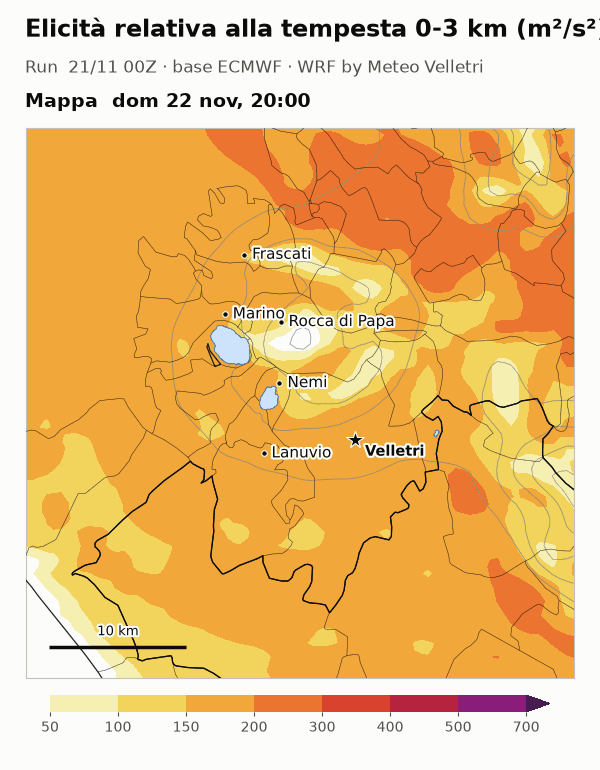 Elicità relativa alla tempesta 0-3 km (m²/s²)
Run  21/11 00Z · base ECMWF · WRF by Meteo Velletri
Mappa  dom 22 nov, 20:00
Frascati
Marino
Rocca di Papa
Nemi
Velletri
Lanuvio
10 km
50 100 150 200 300 400 500 700